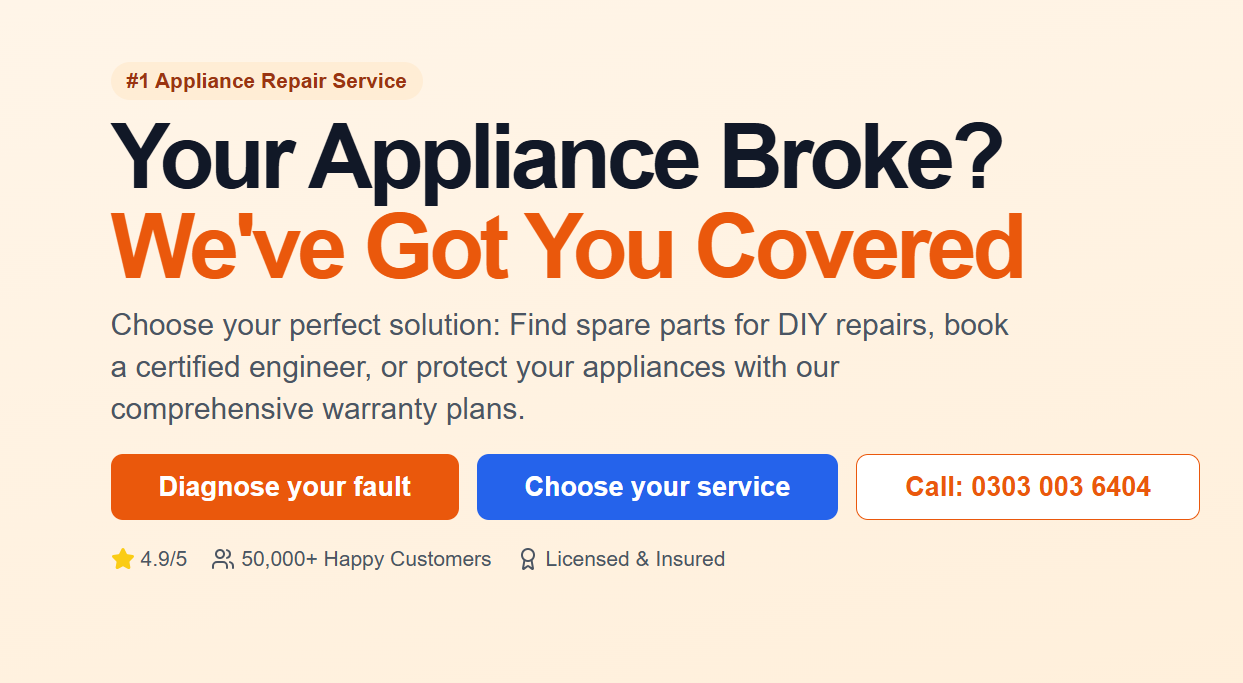 #1 Appliance Repair Service
Your Appliance Broke?
We've Got You Covered
Choose your perfect solution: Find spare parts for DIY repairs, book
a certified engineer, or protect your appliances with our
comprehensive warranty plans.
Diagnose your fault
Choose your service
Call: 0303 003 6404
4.9/5
50,000+ Happy Customers
Licensed & Insured